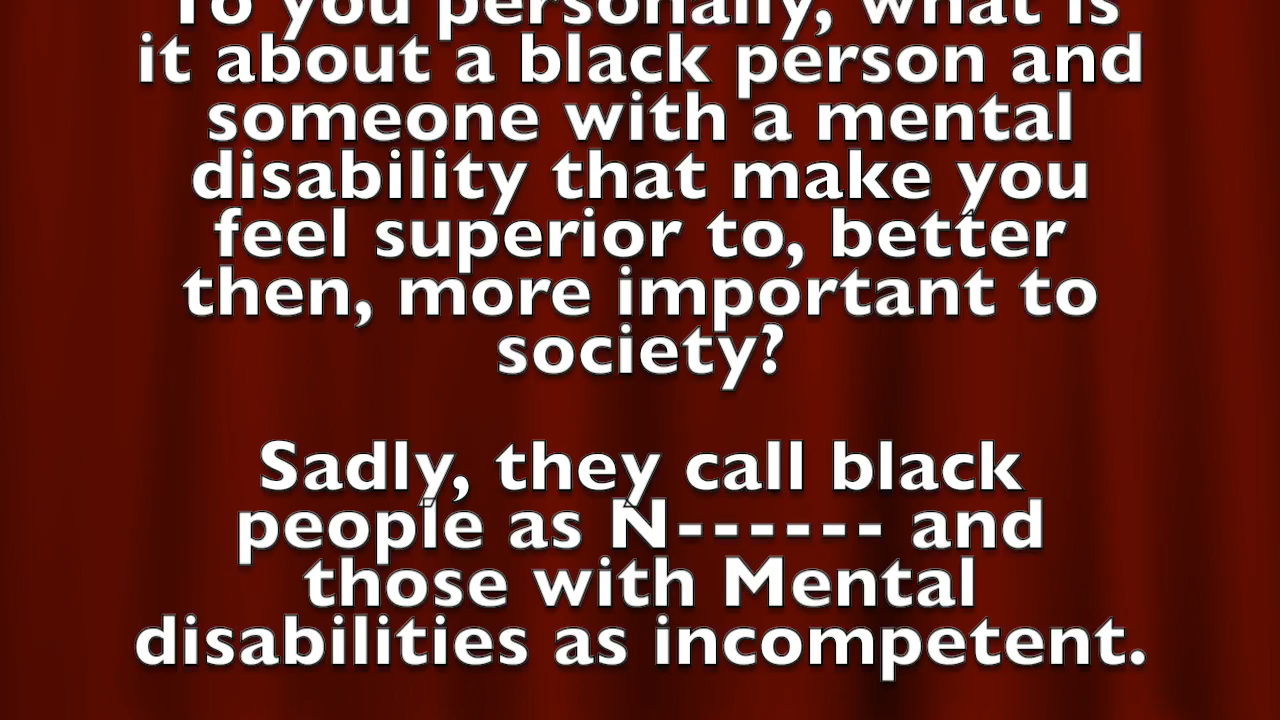 To you personally, what is
it about a black person and
someone with a mental
disability that make you
feel superior to, better
then, more important to
society?
Sadly, they call black
people as N------ and
those with Mental
disabilities as incompetent.